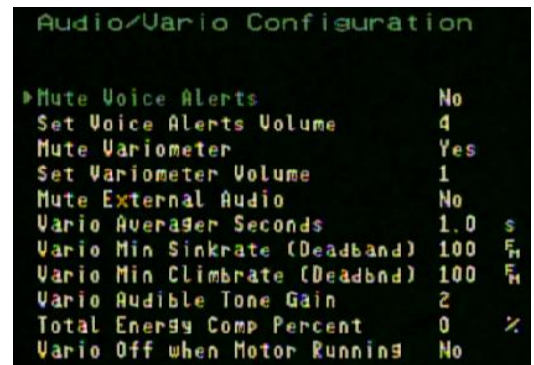 Audio/Vario Configuration
Mute Voice Alerts No
Set Voice Alerts Volume 4
Mute Variometer Yes
Set Variometer Volume 1
Mute External Audio No
Vario Averager Seconds 1.0 s
Vario Min Sinkrate (Deadband) 100 FM
Vario Min Climbrate (Deadbnd) 100 FM
Vario Audible Tone Gain 2
Total Energy Comp Percent 0 %
Vario Off when Motor Running No